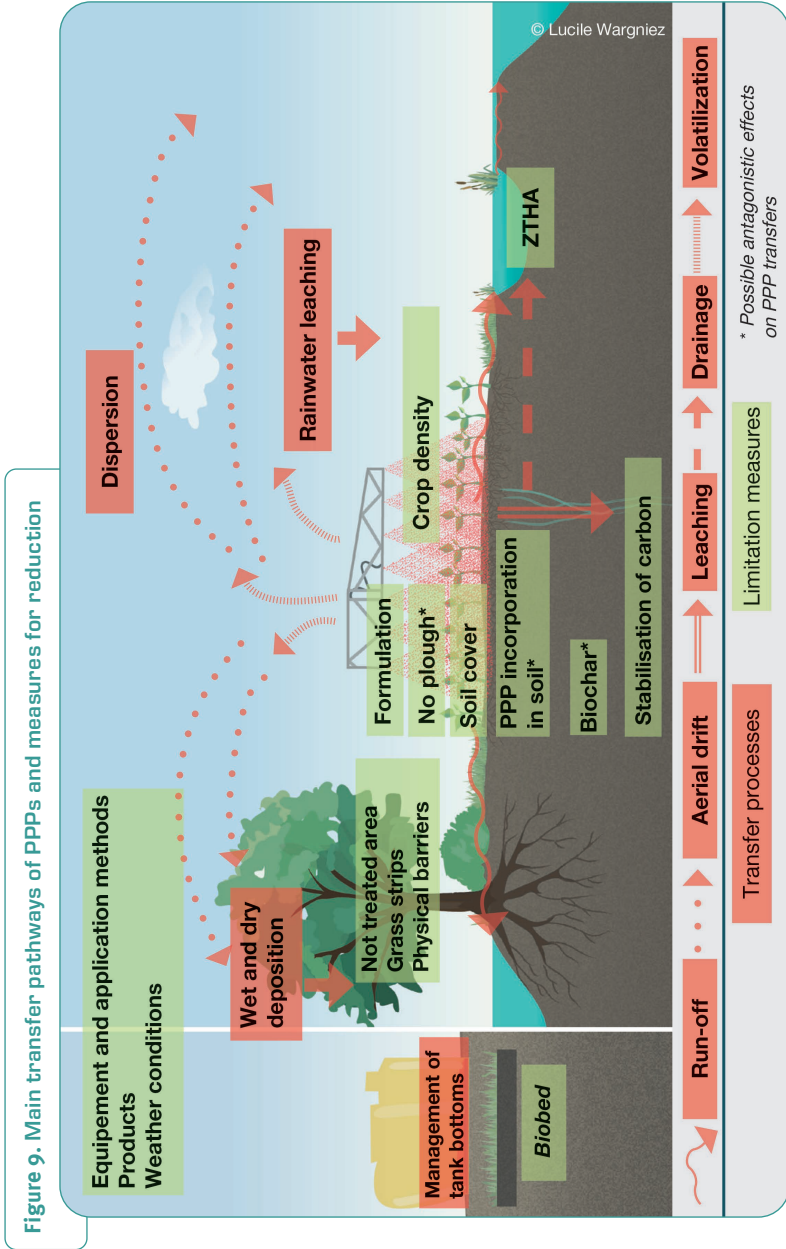 Figure 9. Main transfer pathways of PPPs and measures for reduction
Equipement and application methods
Products
Weather conditions
Dispersion
Rainwater leaching
Wet and dry
deposition
Not treated area
Grass strips
Physical barriers
Formulation
No plough*
Soil cover
Crop density
PPP incorporation
in soil*
Biochar*
Stabilisation of carbon
ZTHA
Management of
tank bottoms
Biobed
© Lucile Wargniez
Run-off
Aerial drift
Leaching
Drainage
Volatilization
Transfer processes
Limitation measures
* Possible antagonistic effects
on PPP transfers